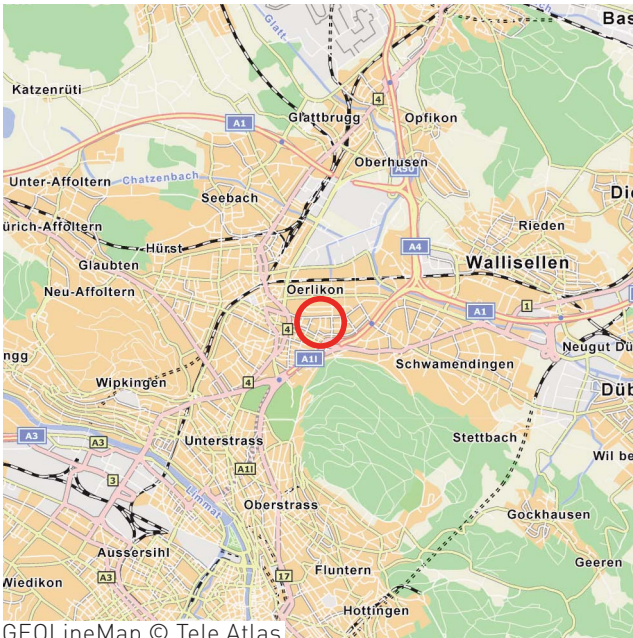 Bas
Katzenrüti
Glatt
4
Glattbrugg
Opfikon
A1
Oberhusen
A50
Unter-Affoltern
Chatzenbach
Seebach
Die
ürich-Affoltern
Rieden
Hürst
A4
Glaubten
Wallisellen
Neu-Affoltern
Oerlikon
1
A1
4
Neugut Dü
ngg
A1l
Schwamendingen
Wipkingen
4
Düb
A3
A3
Unterstrass
Stettbach
Wil be
A1l
3
Limmat
Oberstrass
Gockhausen
Aussersihl
Geeren
Wiedikon
A3
17
Fluntern
Hottingen
GEOLineMap © Tele Atlas